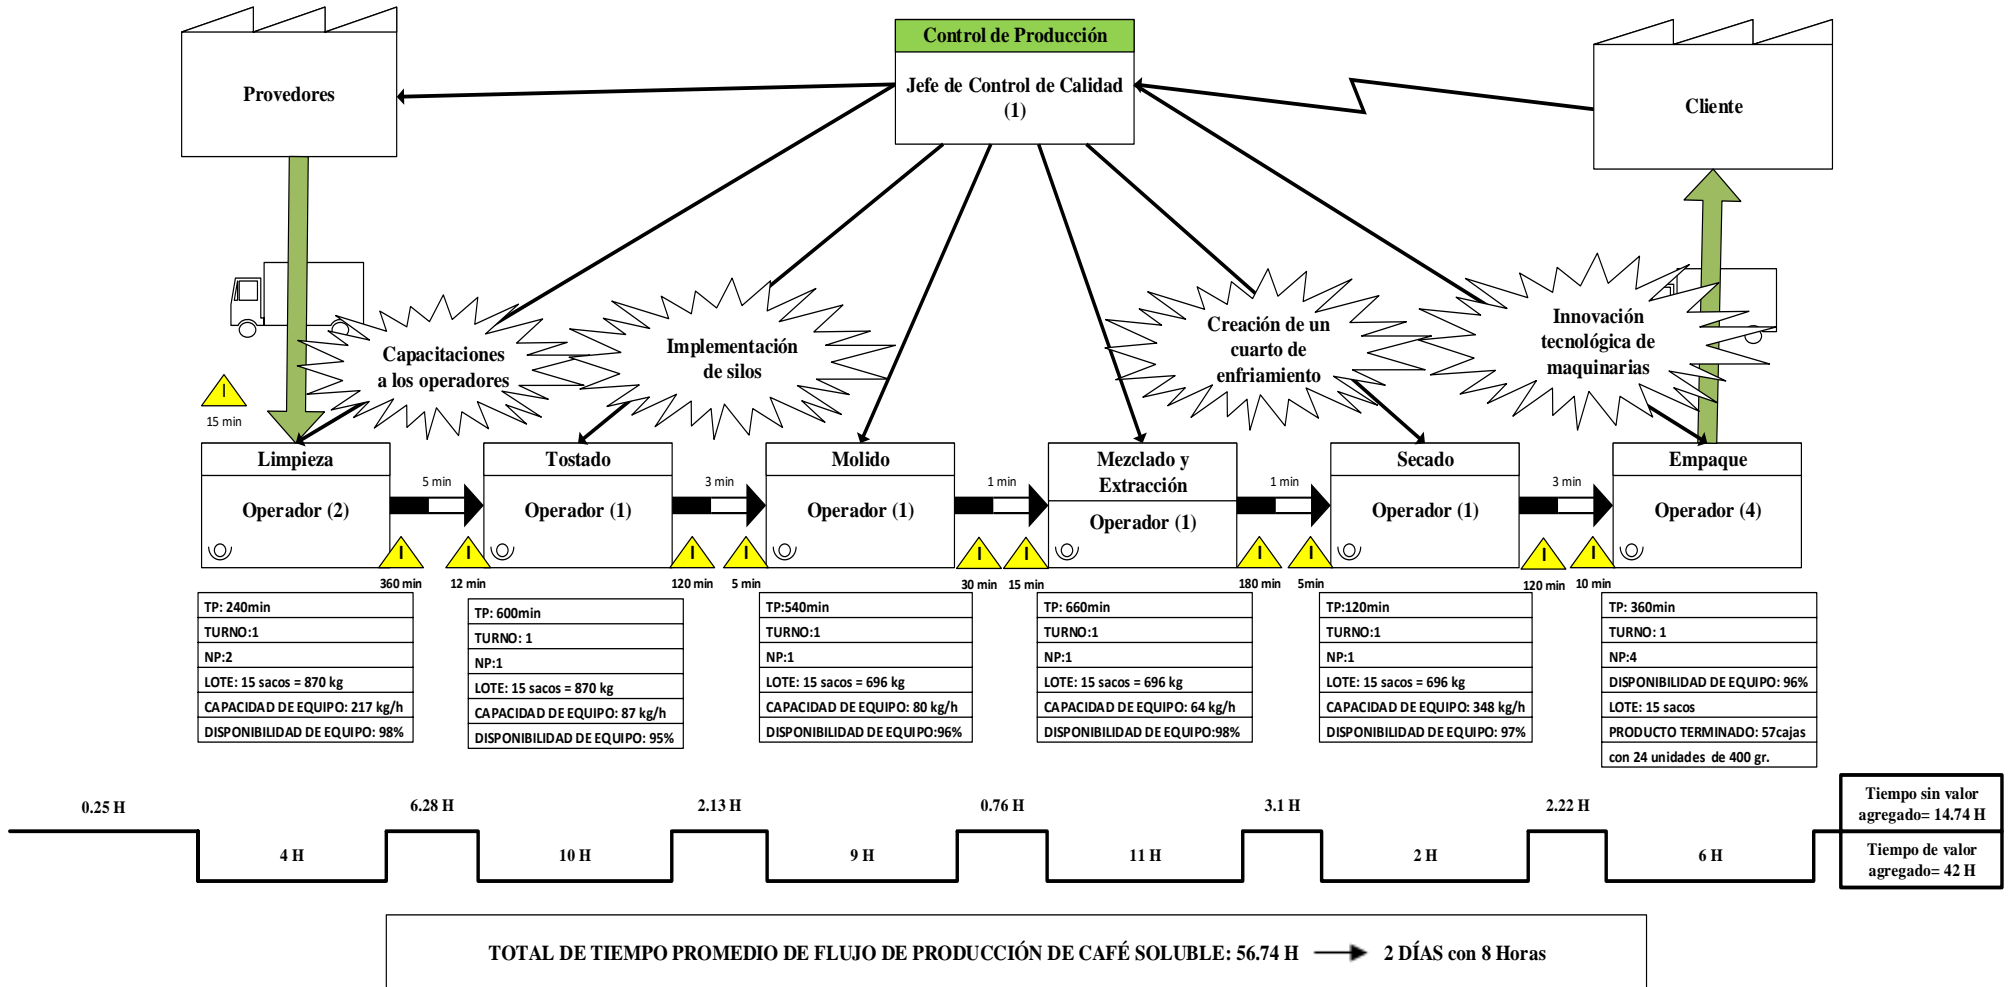 Control de Producción
Jefe de Control de Calidad
(1)
Provedores
Cliente
Capacitaciones
a los operadores
Implementación
de silos
Creación de un
cuarto de
enfriamiento
Innovación
tecnológica de
maquinarias
I
15 min
Limpieza
Operador (2)
5 min
Tostado
Operador (1)
3 min
Molido
Operador (1)
1 min
Mezclado y
Extracción
Operador (1)
1 min
Secado
Operador (1)
3 min
Empaque
Operador (4)
I
360 min
I
12 min
I
120 min
I
5 min
I
30 min
I
15 min
I
180 min
I
5min
I
120 min
I
10 min
TP: 240min
TURNO:1
NP:2
LOTE: 15 sacos = 870 kg
CAPACIDAD DE EQUIPO: 217 kg/h
DISPONIBILIDAD DE EQUIPO: 98%
TP: 600min
TURNO: 1
NP:1
LOTE: 15 sacos = 870 kg
CAPACIDAD DE EQUIPO: 87 kg/h
DISPONIBILIDAD DE EQUIPO: 95%
TP:540min
TURNO:1
NP:1
LOTE: 15 sacos = 696 kg
CAPACIDAD DE EQUIPO: 80 kg/h
DISPONIBILIDAD DE EQUIPO:96%
TP: 660min
TURNO:1
NP:1
LOTE: 15 sacos = 696 kg
CAPACIDAD DE EQUIPO: 64 kg/h
DISPONIBILIDAD DE EQUIPO:98%
TP:120min
TURNO:1
NP:1
LOTE: 15 sacos = 696 kg
CAPACIDAD DE EQUIPO: 348 kg/h
DISPONIBILIDAD DE EQUIPO: 97%
TP: 360min
TURNO: 1
NP:4
DISPONIBILIDAD DE EQUIPO: 96%
LOTE: 15 sacos
PRODUCTO TERMINADO: 57cajas
con 24 unidades de 400 gr.
0.25 H
4 H
6.28 H
10 H
2.13 H
9 H
0.76 H
11 H
3.1 H
2 H
2.22 H
6 H
Tiempo sin valor
agregado= 14.74 H
Tiempo de valor
agregado= 42 H
TOTAL DE TIEMPO PROMEDIO DE FLUJO DE PRODUCCIÓN DE CAFÉ SOLUBLE: 56.74 H 2 DÍAS con 8 Horas